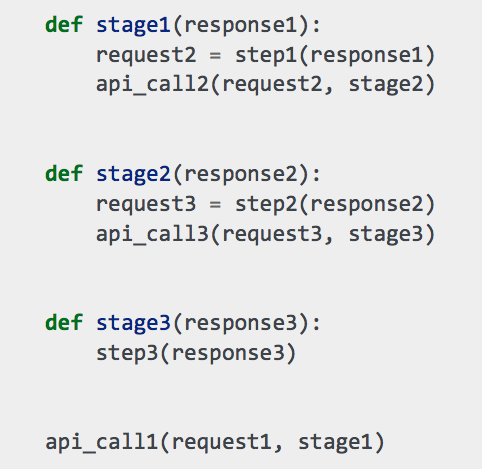 def stage1(response1):
    request2 = step1(response1)
    api_call2(request2, stage2)
def stage2(response2):
    request3 = step2(response2)
    api_call3(request3, stage3)
def stage3(response3):
    step3(response3)
api_call1(request1, stage1)